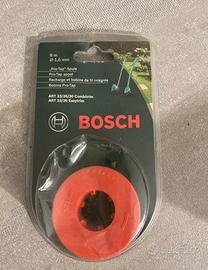 8 m
Ø 1,6 mm
„Pro-Tap“-Spule
Pro-Tap spool
Recharge et bobine de fil intégrée
Bobina Pro-Tap
ART 23/26/30 Combitrim
ART 23/26 Easytrim
BOSCH